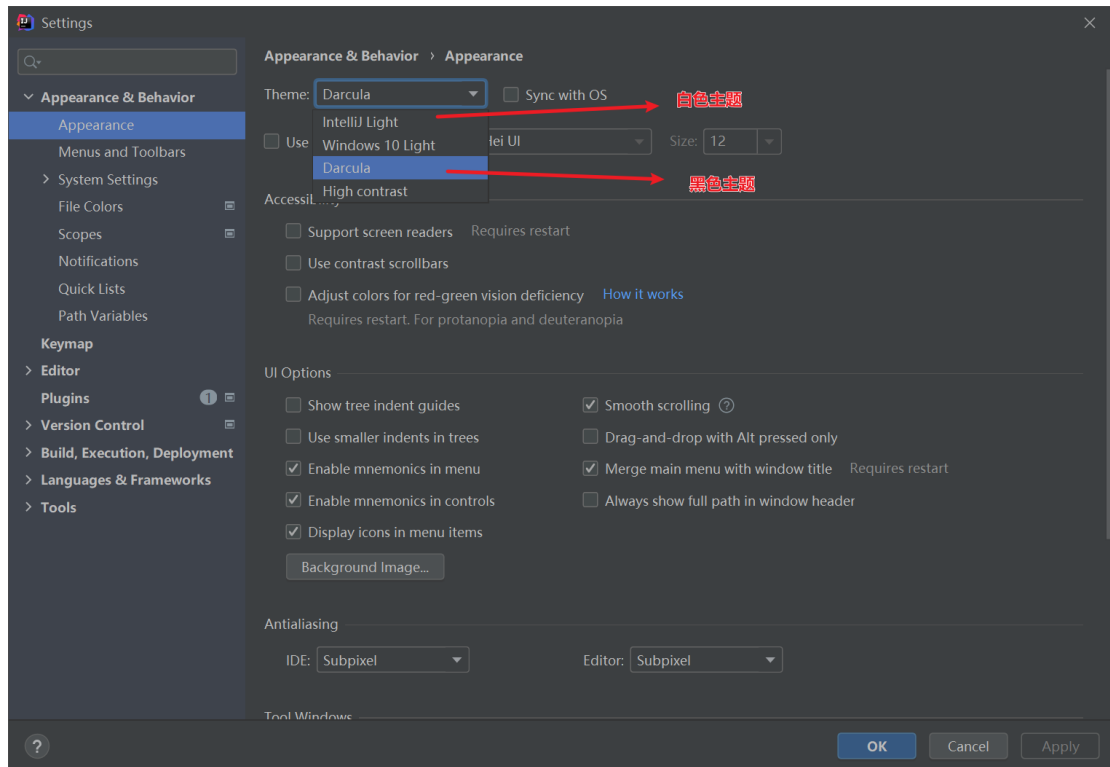 Settings
Appearance & Behavior › Appearance
Appearance & Behavior
Appearance
Menus and Toolbars
System Settings
File Colors
Scopes
Notifications
Quick Lists
Path Variables
Keymap
Editor
Plugins 1
Version Control
Build, Execution, Deployment
Languages & Frameworks
Tools
Theme: Darcula Sync with OS 白色主题
IntelliJ Light
Use UI Size: 12
Windows 10 Light
Darcula 黑色主题
High contrast
Support screen readers Requires restart
Use contrast scrollbars
Adjust colors for red-green vision deficiency How it works
Requires restart. For protanopia and deuteranopia
UI Options
Show tree indent guides Smooth scrolling ?
Use smaller indents in trees Drag-and-drop with Alt pressed only
Enable mnemonics in menu Merge main menu with window title Requires restart
Enable mnemonics in controls Always show full path in window header
Display icons in menu items
Background Image...
Antialiasing
IDE: Subpixel Editor: Subpixel
Tool Windows
? OK Cancel Apply